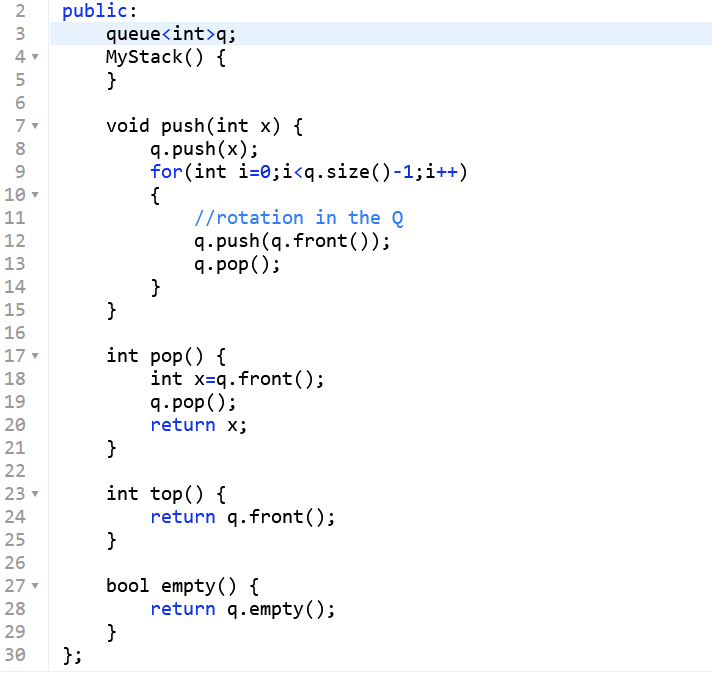 2 public:
3 queue<int>q;
4 MyStack() {
5 }
6
7 void push(int x) {
8 q.push(x);
9 for(int i=0;i<q.size()-1;i++)
10 {
11 //rotation in the Q
12 q.push(q.front());
13 q.pop();
14 }
15 }
16
17 int pop() {
18 int x=q.front();
19 q.pop();
20 return x;
21 }
22
23 int top() {
24 return q.front();
25 }
26
27 bool empty() {
28 return q.empty();
29 }
30 };